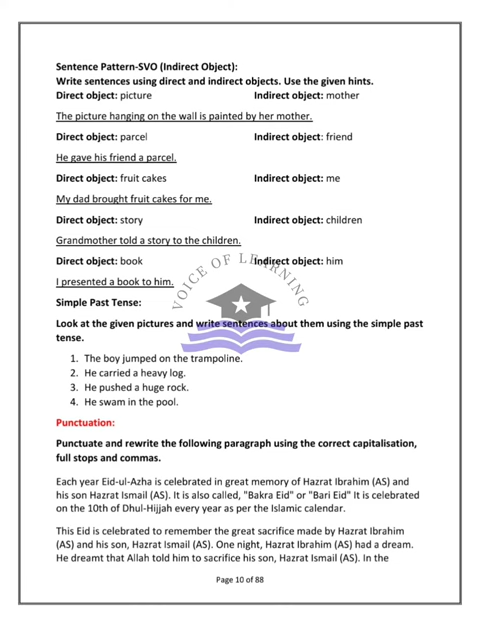 Sentence Pattern-SVO (Indirect Object):
Write sentences using direct and indirect objects. Use the given hints.
Direct object: picture Indirect object: mother
The picture hanging on the wall is painted by her mother.
Direct object: parcel Indirect object: friend
He gave his friend a parcel.
Direct object: fruit cakes Indirect object: me
My dad brought fruit cakes for me.
Direct object: story Indirect object: children
Grandmother told a story to the children.
Direct object: book Indirect object: him
VOICE OF LEARNING
I presented a book to him.
Simple Past Tense:
Look at the given pictures and write sentences about them using the simple past
tense.
1. The boy jumped on the trampoline.
2. He carried a heavy log.
3. He pushed a huge rock.
4. He swam in the pool.
Punctuation:
Punctuate and rewrite the following paragraph using the correct capitalisation,
full stops and commas.
Each year Eid-ul-Azha is celebrated in great memory of Hazrat Ibrahim (AS) and
his son Hazrat Ismail (AS). It is also called, "Bakra Eid" or "Bari Eid" It is celebrated
on the 10th of Dhul-Hijjah every year as per the Islamic calendar.
This Eid is celebrated to remember the great sacrifice made by Hazrat Ibrahim
(AS) and his son, Hazrat Ismail (AS). One night, Hazrat Ibrahim (AS) had a dream.
He dreamt that Allah told him to sacrifice his son, Hazrat Ismail (AS). In the
Page 10 of 88